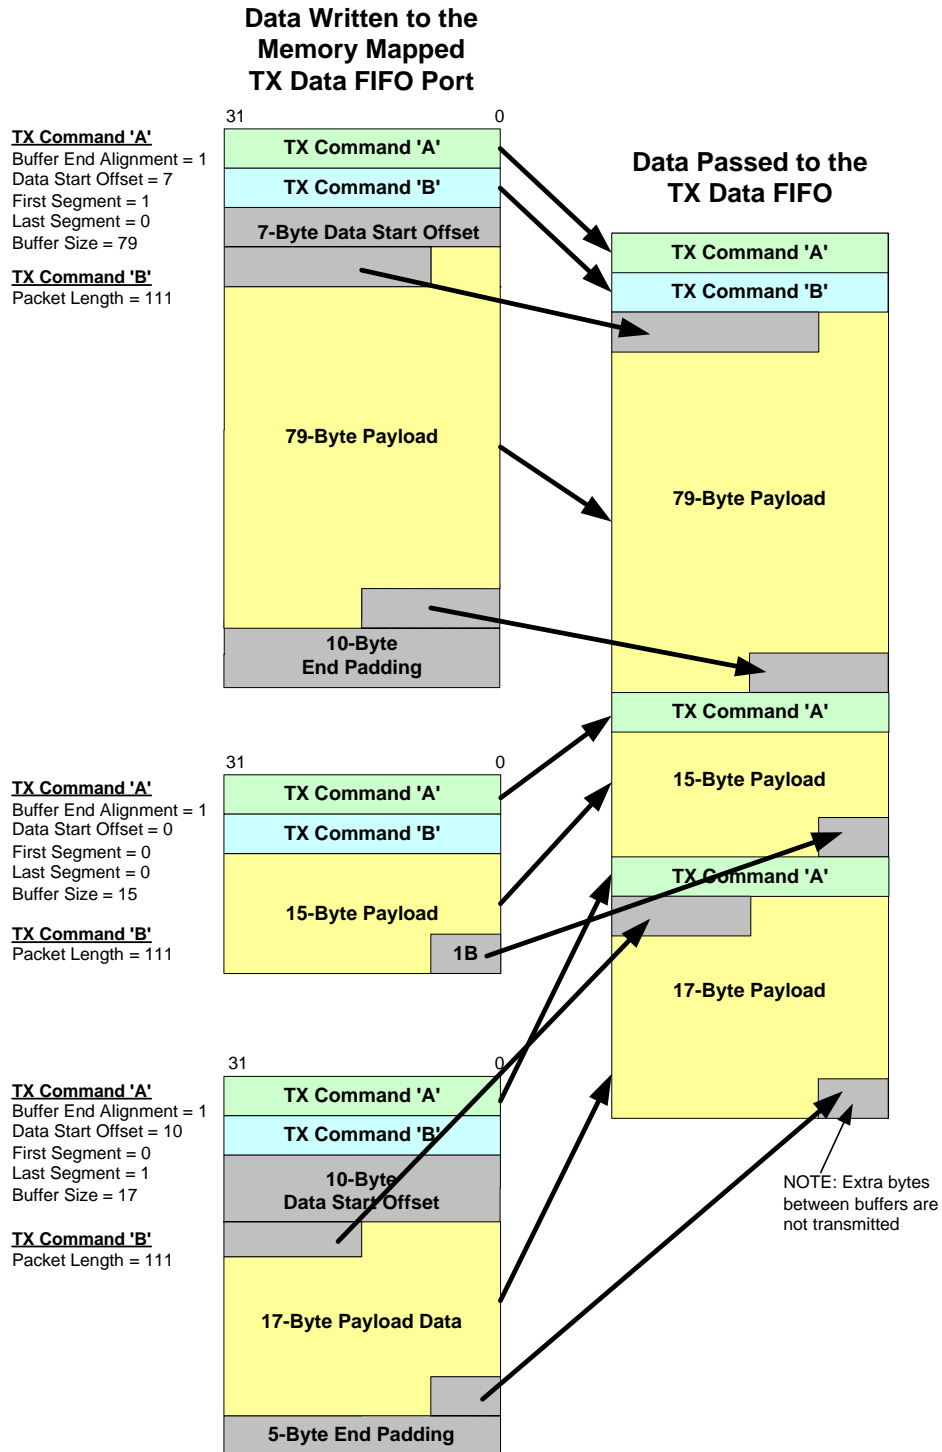 Data Written to the
Memory Mapped
TX Data FIFO Port
31
0
TX Command 'A'
Buffer End Alignment = 1
Data Start Offset = 7
First Segment = 1
Last Segment = 0
Buffer Size = 79
TX Command 'B'
Packet Length = 111
TX Command 'A'
TX Command 'B'
7-Byte Data Start Offset
79-Byte Payload
10-Byte
End Padding
Data Passed to the
TX Data FIFO
TX Command 'A'
TX Command 'B'
79-Byte Payload
TX Command 'A'
15-Byte Payload
TX Command 'A'
17-Byte Payload
NOTE: Extra bytes
between buffers are
not transmitted
31
0
TX Command 'A'
Buffer End Alignment = 1
Data Start Offset = 0
First Segment = 0
Last Segment = 0
Buffer Size = 15
TX Command 'B'
Packet Length = 111
TX Command 'A'
TX Command 'B'
15-Byte Payload
1B
31
0
TX Command 'A'
Buffer End Alignment = 1
Data Start Offset = 10
First Segment = 0
Last Segment = 1
Buffer Size = 17
TX Command 'B'
Packet Length = 111
TX Command 'A'
TX Command 'B'
10-Byte
Data Start Offset
17-Byte Payload Data
5-Byte End Padding